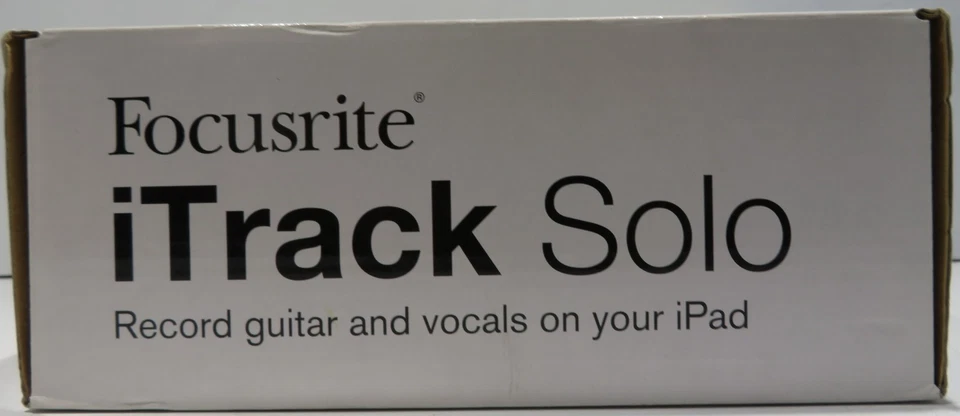 Focusrite®
iTrack Solo
Record guitar and vocals on your iPad